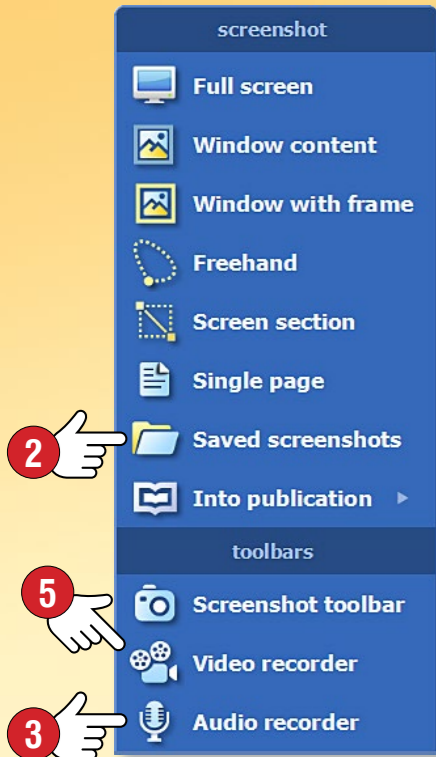 screenshot
Full screen
Window content
Window with frame
Freehand
Screen section
Single page
2 Saved screenshots
Into publication
toolbars
5 Screenshot toolbar
Video recorder
3 Audio recorder